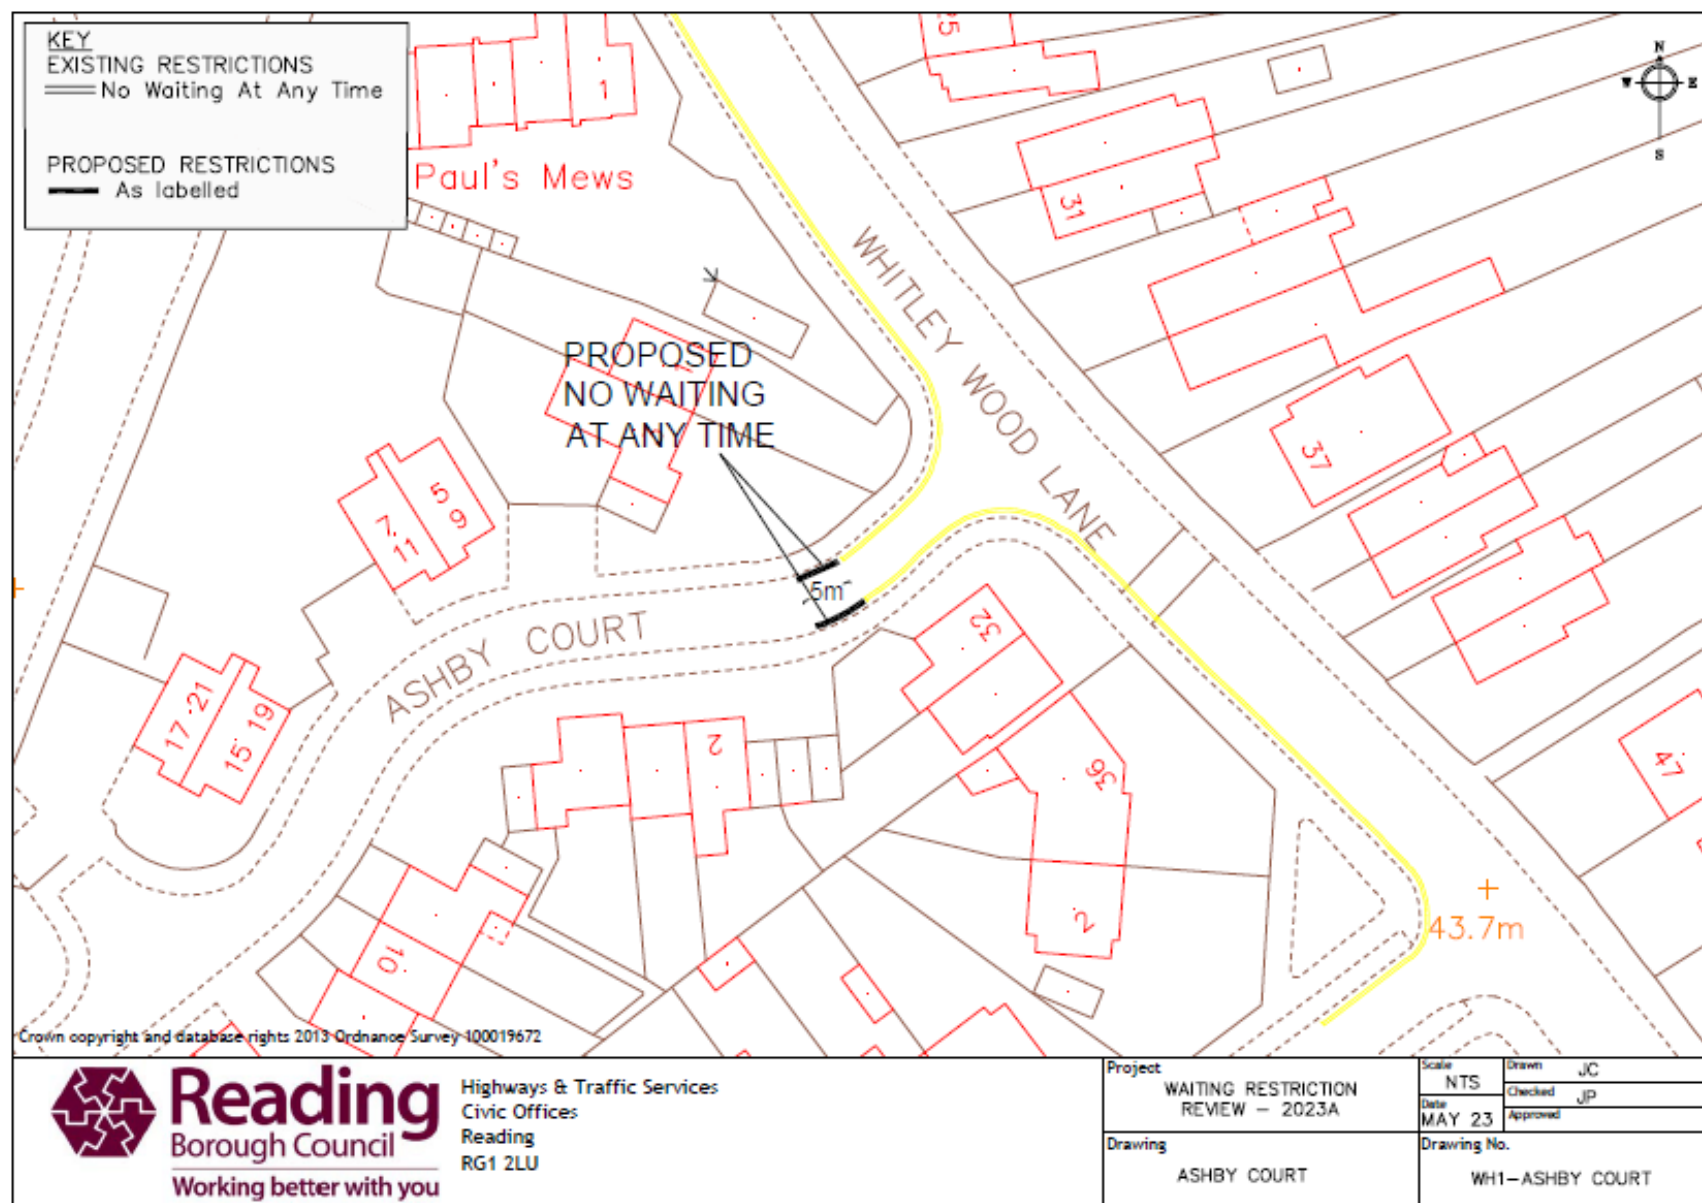 KEY
EXISTING RESTRICTIONS
No Waiting At Any Time
PROPOSED RESTRICTIONS
As labelled
Paul's Mews
1
25
31
37
47
N
W E
S
WHITLEY WOOD LANE
PROPOSED
NO WAITING
AT ANY TIME
5m
5
9
7,
11
ASHBY COURT
17 21
15 19
32
36
2
2
10
43.7m
Crown copyright and database rights 2013 Ordnance Survey 100019672
Reading
Borough Council
Working better with you
Highways & Traffic Services
Civic Offices
Reading
RG1 2LU
Project
WAITING RESTRICTION
REVIEW – 2023A
Scale
NTS
Date
MAY 23
Drawn JC
Checked JP
Approved
Drawing
ASHBY COURT
Drawing No.
WH1–ASHBY COURT